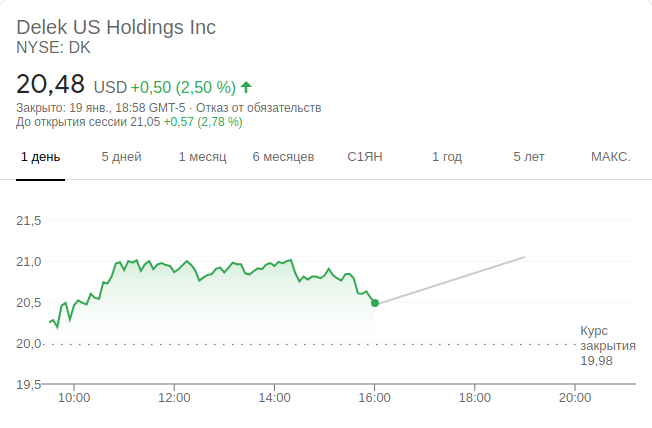 Delek US Holdings Inc
NYSE: DK
20,48 USD +0,50 (2,50 %)
Закрыто: 19 янв., 18:58 GMT-5 · Отказ от обязательств
До открытия сессии 21,05 +0,57 (2,78 %)
1 день 5 дней 1 месяц 6 месяцев С1ЯН 1 год 5 лет МАКС.
21,5
21,0
20,5
20,0
19,5
Курс
закрытия
19,98
10:00 12:00 14:00 16:00 18:00 20:00